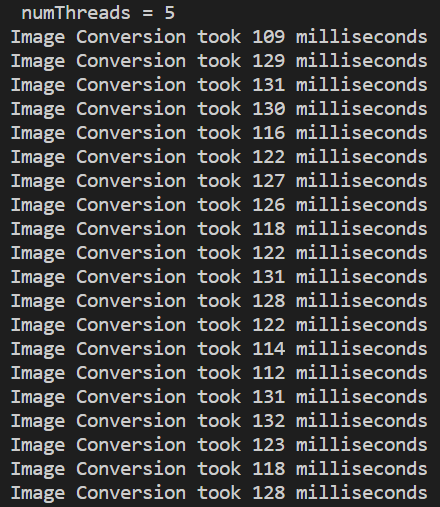 numThreads = 5
Image Conversion took 109 milliseconds
Image Conversion took 129 milliseconds
Image Conversion took 131 milliseconds
Image Conversion took 130 milliseconds
Image Conversion took 116 milliseconds
Image Conversion took 122 milliseconds
Image Conversion took 127 milliseconds
Image Conversion took 126 milliseconds
Image Conversion took 118 milliseconds
Image Conversion took 122 milliseconds
Image Conversion took 131 milliseconds
Image Conversion took 128 milliseconds
Image Conversion took 122 milliseconds
Image Conversion took 114 milliseconds
Image Conversion took 112 milliseconds
Image Conversion took 131 milliseconds
Image Conversion took 132 milliseconds
Image Conversion took 123 milliseconds
Image Conversion took 118 milliseconds
Image Conversion took 128 milliseconds